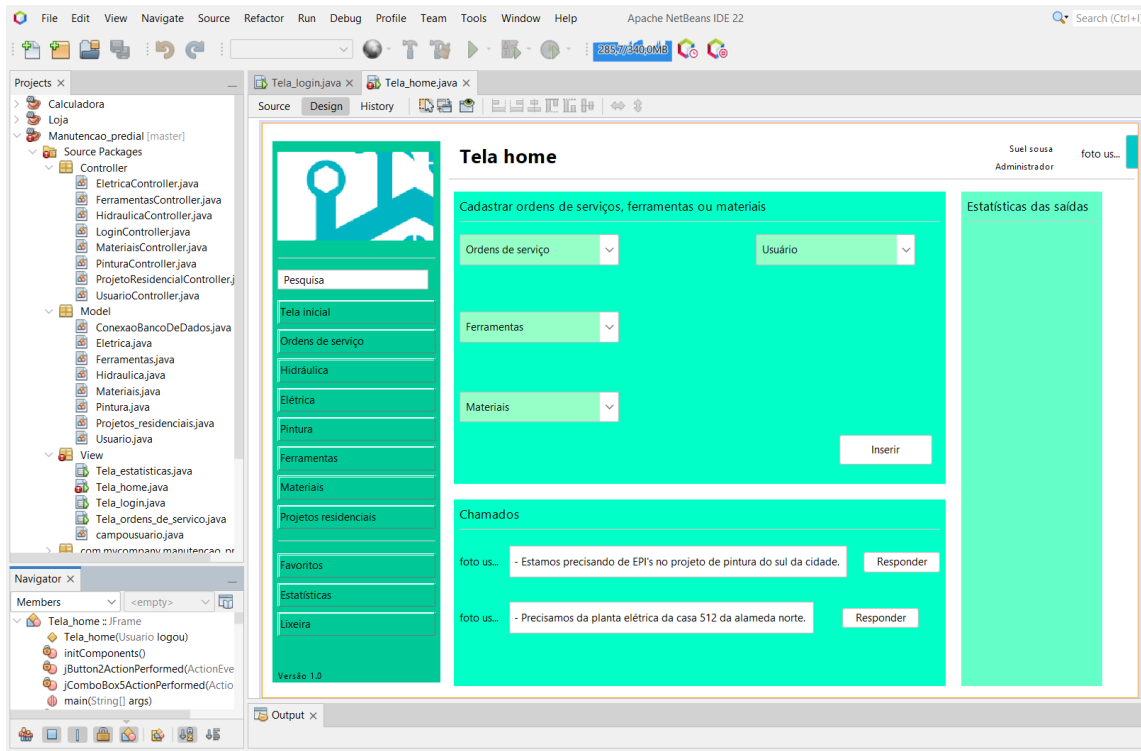 File Edit View Navigate Source Refactor Run Debug Profile Team Tools Window Help Apache NetBeans IDE 22 Search (Ctrl+I)
285,7/340,0MB
Projects
Calculadora
Loja
Manutencao_predial [master]
Source Packages
Controller
EletricaController.java
FerramentasController.java
HidraulicaController.java
LoginController.java
MateriaisController.java
PinturaController.java
ProjetoResidencialController.j
UsuarioController.java
Model
ConexaoBancoDeDados.java
Eletrica.java
Ferramentas.java
Hidraulica.java
Materiais.java
Pintura.java
Projetos_residenciais.java
Usuario.java
View
Tela_estatisticas.java
Tela_home.java
Tela_login.java
Tela_ordens_de_servico.java
campousuario.java
com.mycompany.manutencao_pr
Navigator
Members <empty>
Tela_home :: JFrame
Tela_home(Usuario logou)
initComponents()
jButton2ActionPerformed(ActionEve
jComboBox5ActionPerformed(Actio
main(String[] args)
Tela_login.java Tela_home.java
Source Design History
Pesquisa
Tela inicial
Ordens de serviço
Hidráulica
Elétrica
Pintura
Ferramentas
Materiais
Projetos residenciais
Favoritos
Estatísticas
Lixeira
Versão 1.0
Tela home
Suel sousa
Administrador
foto us...
Cadastrar ordens de serviços, ferramentas ou materiais
Ordens de serviço Usuário
Ferramentas
Materiais
Inserir
Estatísticas das saídas
Chamados
foto us... - Estamos precisando de EPI's no projeto de pintura do sul da cidade. Responder
foto us... - Precisamos da planta elétrica da casa 512 da alameda norte. Responder
Output